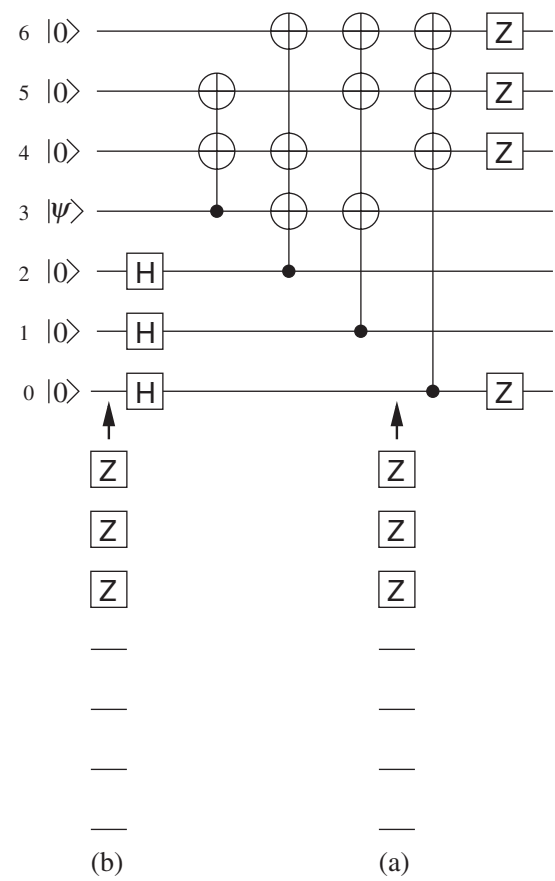 6 |0⟩ Z
5 |0⟩ Z
4 |0⟩ Z
3 |ψ⟩
2 |0⟩ H
1 |0⟩ H
0 |0⟩ H Z
Z Z
Z Z
Z Z
(b) (a)